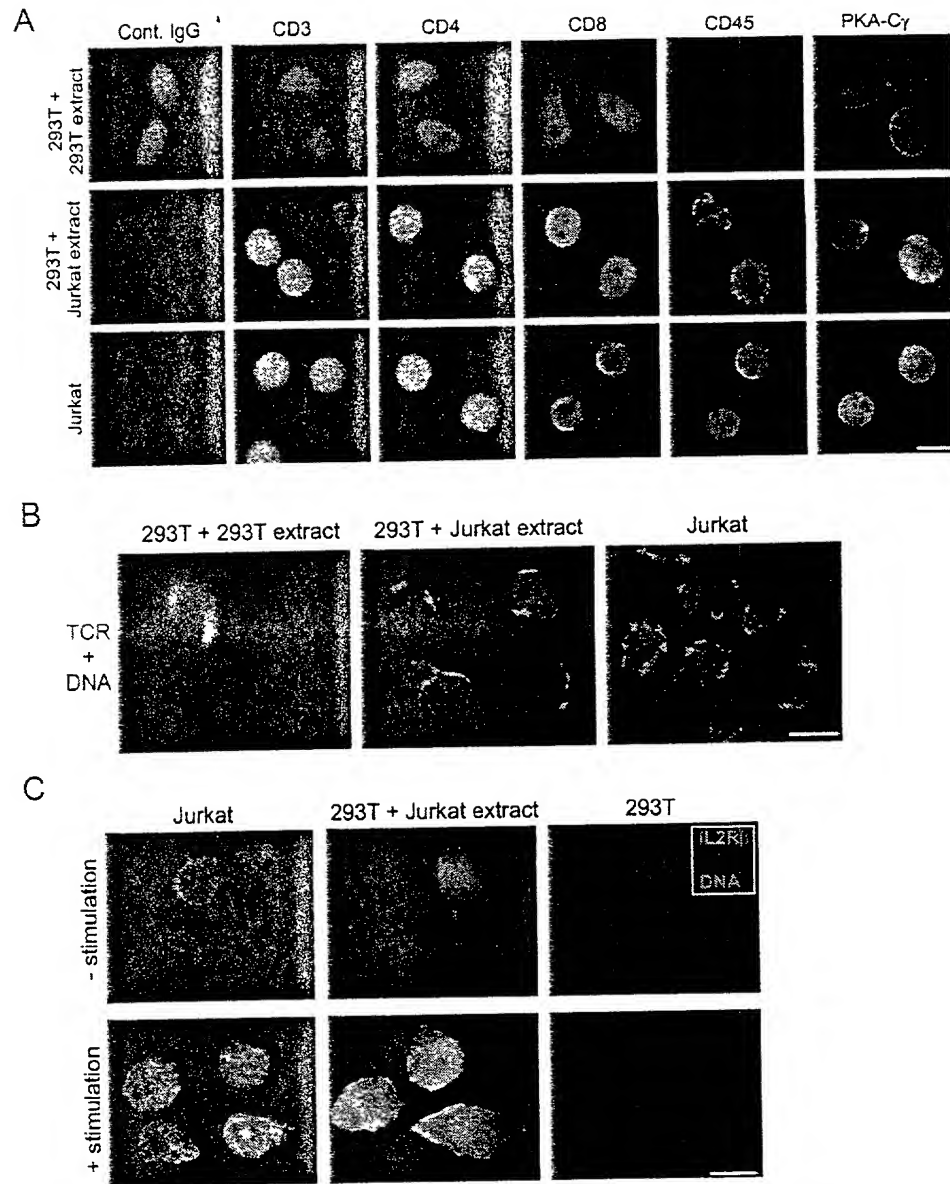 A
Cont. IgG CD3 CD4 CD8 CD45 PKA-Cγ
293T +
293T extract
293T +
Jurkat extract
Jurkat
B
293T + 293T extract 293T + Jurkat extract Jurkat
TCR
+
DNA
C
Jurkat 293T + Jurkat extract 293T
IL2Rβ
DNA
- stimulation
+ stimulation